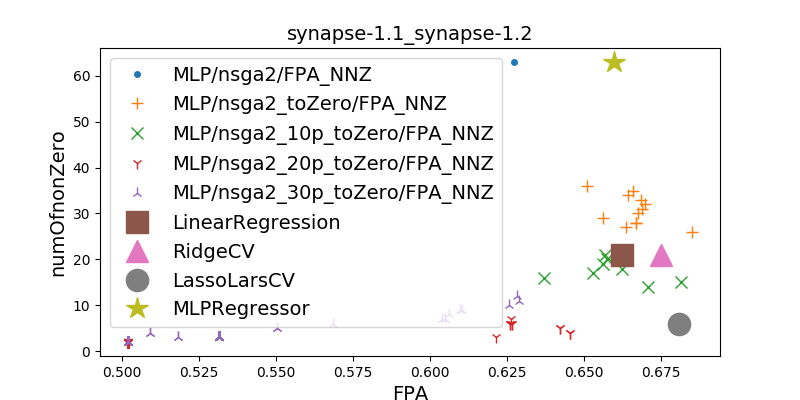 synapse-1.1_synapse-1.2
numOfnonZero
60
50
40
30
20
10
0
MLP/nsga2/FPA_NNZ
MLP/nsga2_toZero/FPA_NNZ
MLP/nsga2_10p_toZero/FPA_NNZ
MLP/nsga2_20p_toZero/FPA_NNZ
MLP/nsga2_30p_toZero/FPA_NNZ
LinearRegression
RidgeCV
LassoLarsCV
MLPRegressor
0.500 0.525 0.550 0.575 0.600 0.625 0.650 0.675
FPA